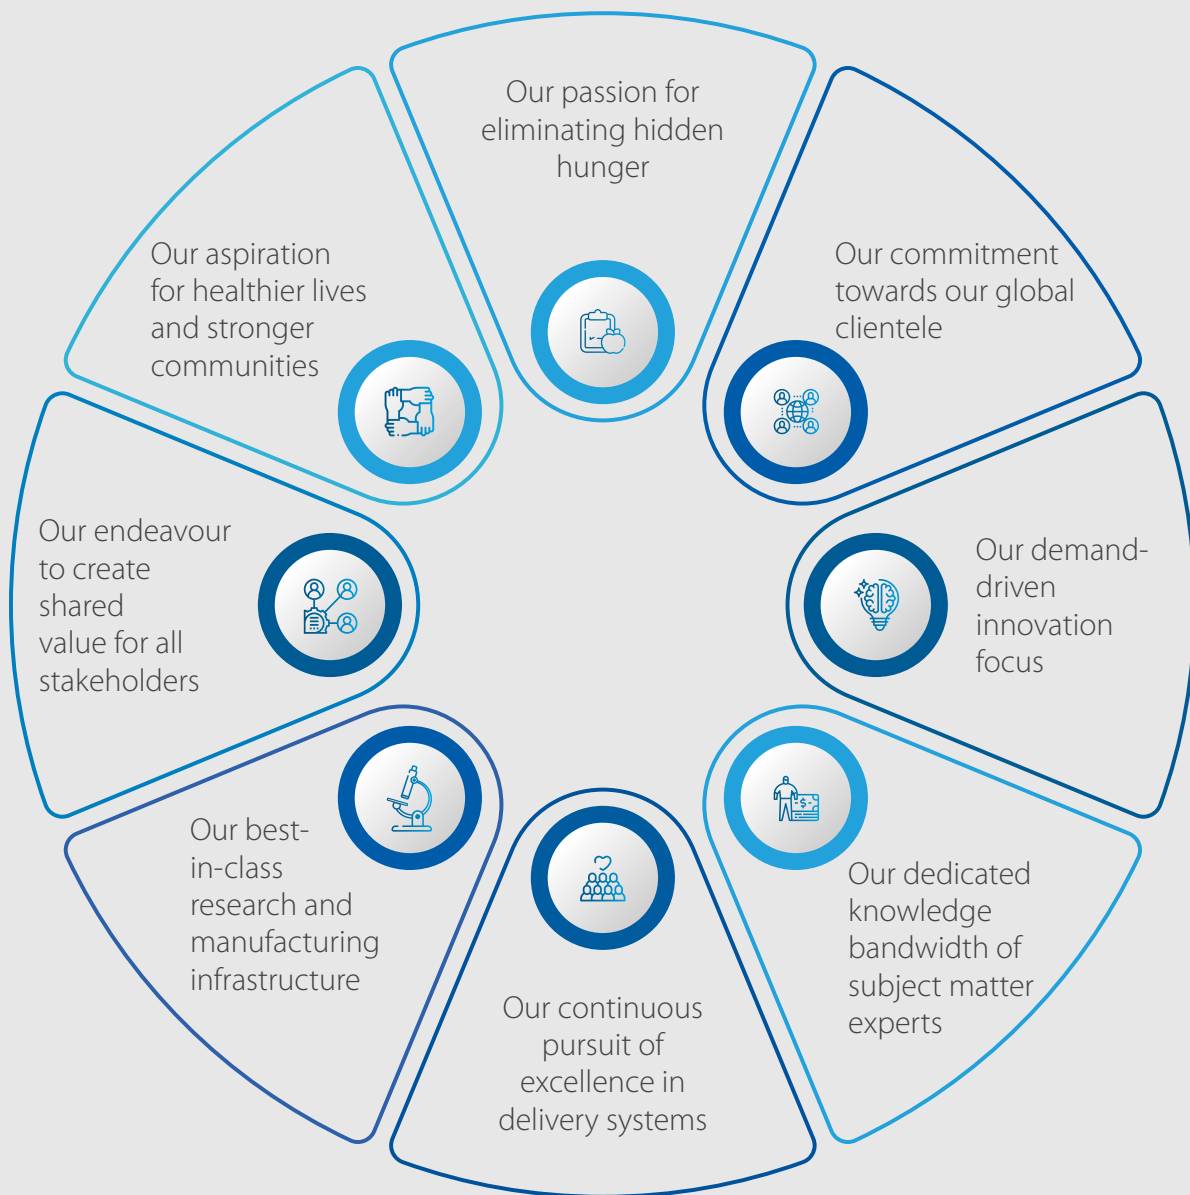 Our passion for
eliminating hidden
hunger
Our commitment
towards our global
clientele
Our demand-
driven
innovation
focus
Our dedicated
knowledge
bandwidth of
subject matter
experts
Our continuous
pursuit of
excellence in
delivery systems
Our best-
in-class
research and
manufacturing
infrastructure
Our endeavour
to create
shared
value for all
stakeholders
Our aspiration
for healthier lives
and stronger
communities
$